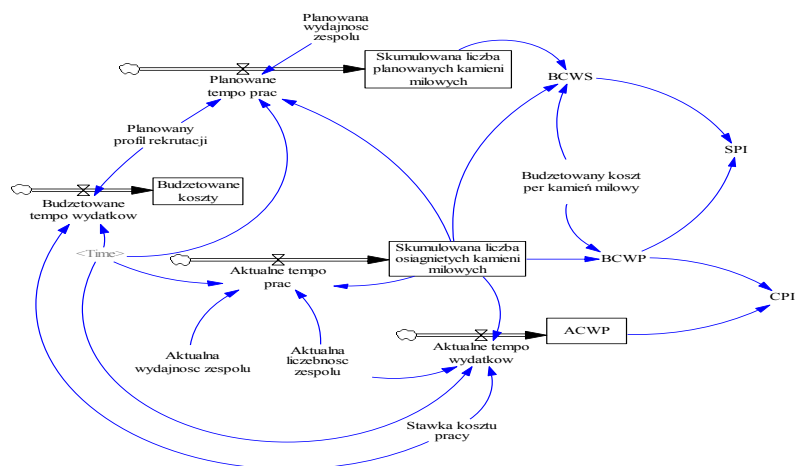 Planowana
wydajnosc
zespolu
Skumulowana liczba
planowanych kamieni
milowych
Planowane
tempo prac
BCWS
Planowany
profil rekrutacji
SPI
Budzetowany koszt
per kamień milowy
Budzetowane
koszty
Budzetowane
tempo wydatkow
<Time>
Skumulowana liczba
osiagnietych kamieni
milowych
BCWP
Aktualne tempo
prac
CPI
ACWP
Aktualne tempo
wydatkow
Aktualna
wydajnosc zespolu
Aktualna
liczebnosc
zespolu
Stawka kosztu
pracy